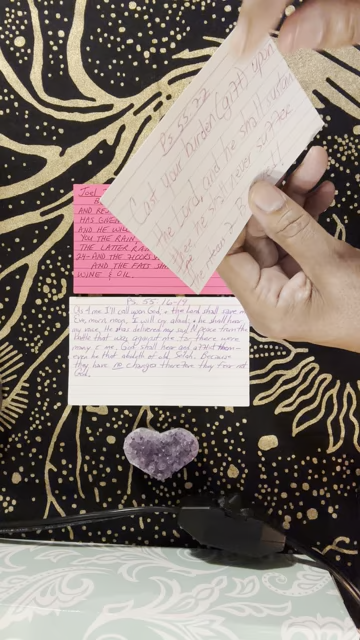 Ps 55:22
Cast your burden (gift) upon
the Lord, and he shall sustain
thee he shall never suffer
the
Joel
AND RE
HAS GIVEN
AND HE W
YOU THE RAIN,
THE LATTER RA
24-AND THE FLOORS
AND THE FATS SHA
WINE & OIL
Ps. 55:16-19
As 4 me I'll call upon God, & the Lord shall save me
Eve, morn, noon, I will cry aloud, & he shall hear
my voice. He has delivered my soul N peace from the
battle that was against me for there were
many & me. God shall hear and afflict them-
even he that abideth of old. Selah. Because
they have no changes therefore they fear not
God.